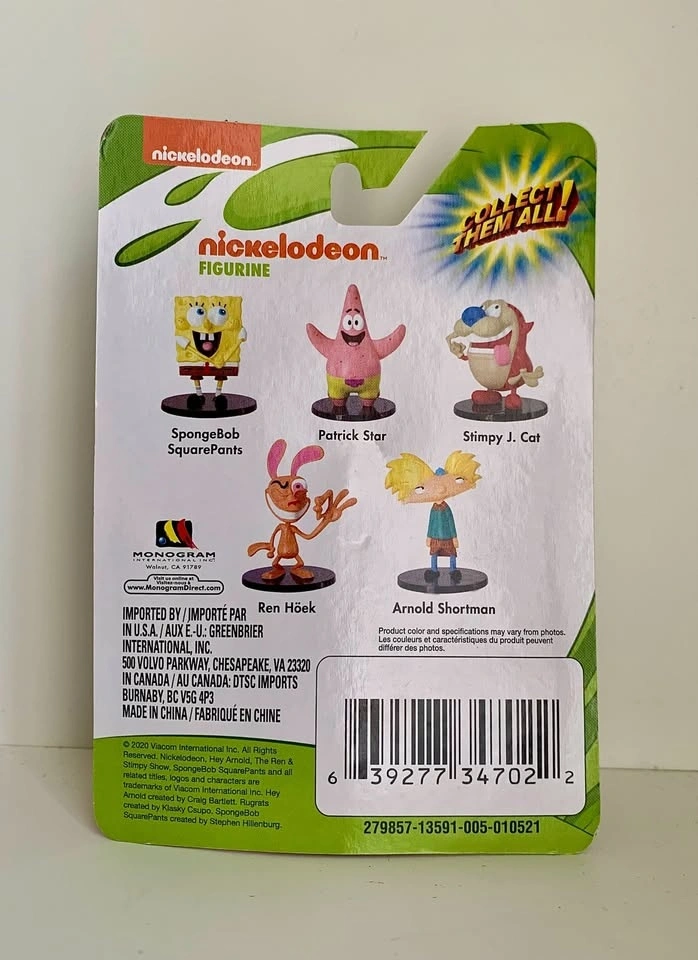 nickelodeon
COLLECT
THEM ALL!
nickelodeon™
FIGURINE
SpongeBob
SquarePants
Patrick Star
Stimpy J. Cat
Ren Höek
Arnold Shortman
MONOGRAM
INTERNATIONAL INC.
Walnut, CA 91789
Visit us online at
Visitez-nous à
www.MonogramDirect.com
IMPORTED BY / IMPORTÉ PAR
IN U.S.A. / AUX É.-U.: GREENBRIER
INTERNATIONAL, INC.
500 VOLVO PARKWAY, CHESAPEAKE, VA 23320
IN CANADA / AU CANADA: DTSC IMPORTS
BURNABY, BC V5G 4P3
MADE IN CHINA / FABRIQUÉ EN CHINE
Product color and specifications may vary from photos.
Les couleurs et caractéristiques du produit peuvent
différer des photos.
© 2020 Viacom International Inc. All Rights
Reserved. Nickelodeon, Hey Arnold, The Ren &
Stimpy Show, SpongeBob SquarePants and all
related titles, logos and characters are
trademarks of Viacom International Inc. Hey
Arnold created by Craig Bartlett. Rugrats
created by Klasky Csupo. SpongeBob
SquarePants created by Stephen Hillenburg.
6 39277 34702 2
279857-13591-005-010521